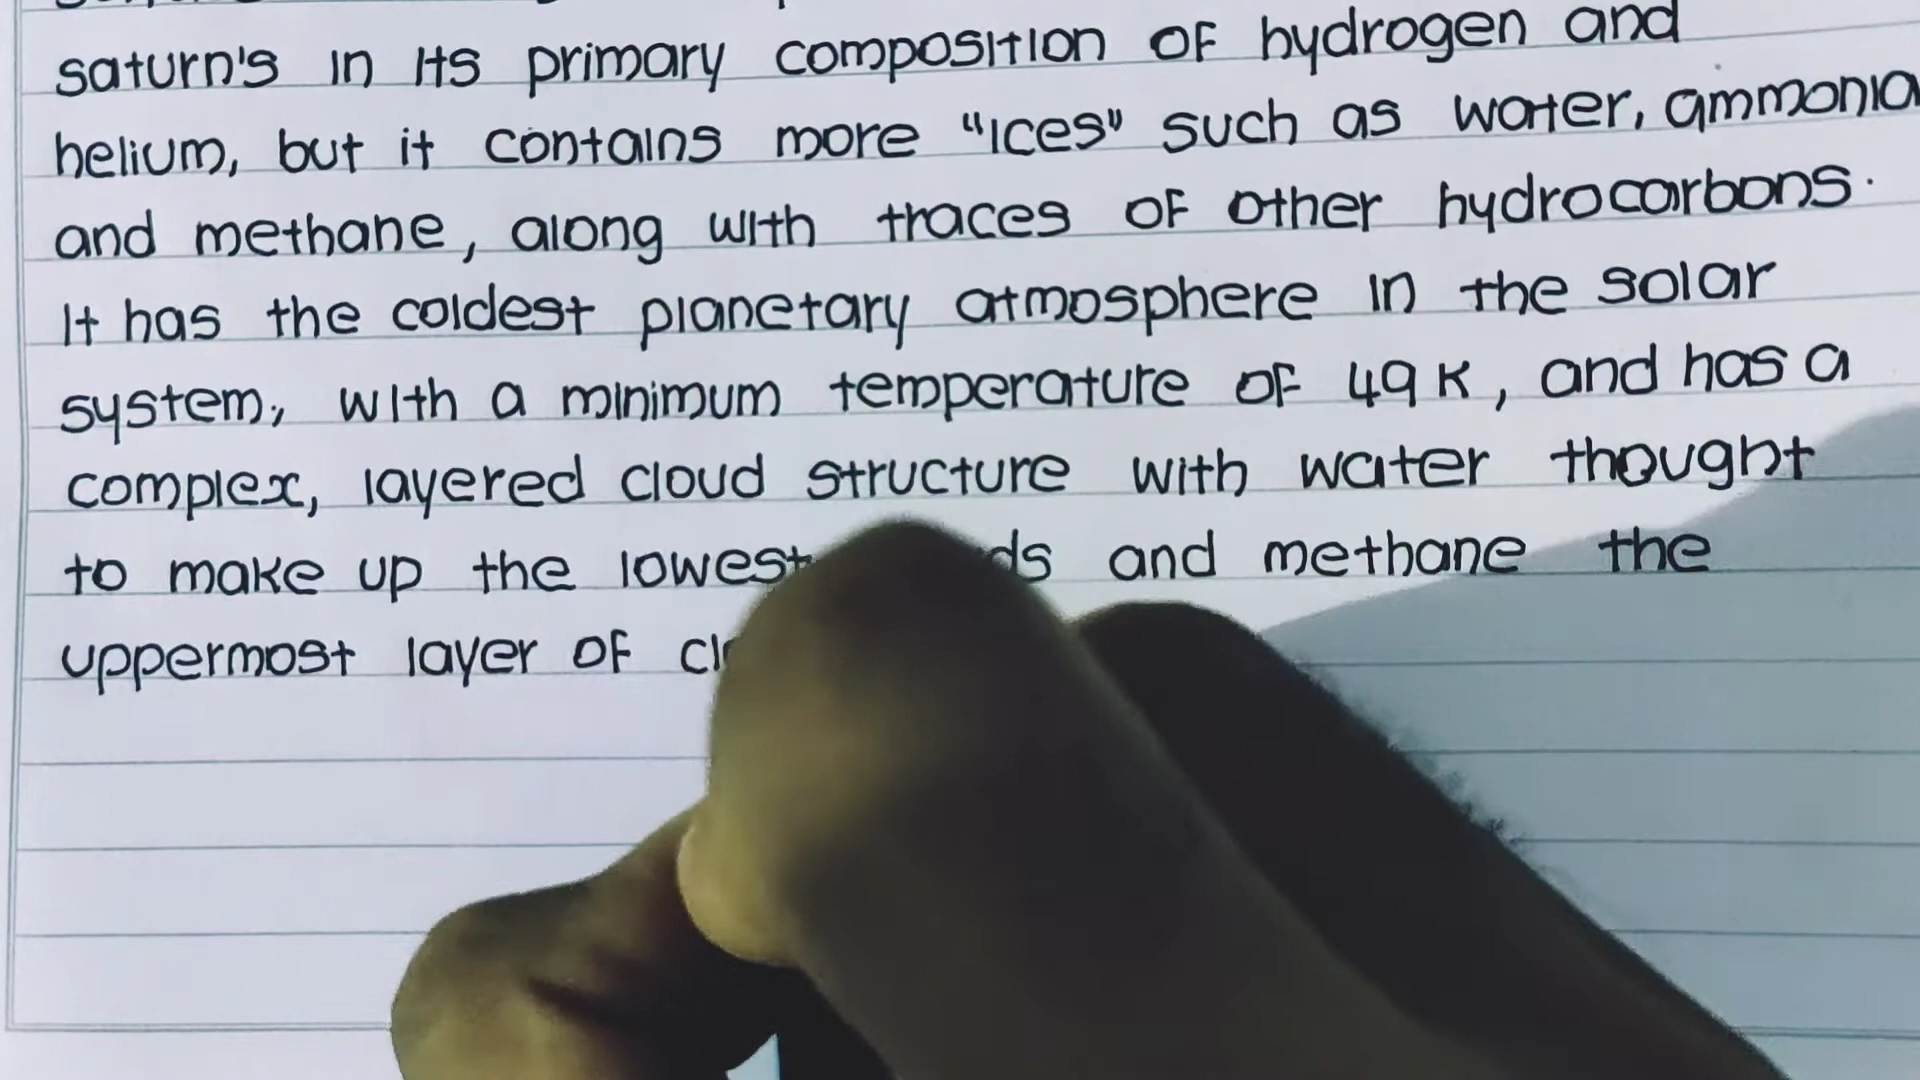 saturn's in its primary composition of hydrogen and
helium, but it contains more "ices" such as water, ammonia
and methane, along with traces of other hydrocarbons.
It has the coldest planetary atmosphere in the solar
system, with a minimum temperature of 49 K, and has a
complex, layered cloud structure with water thought
to make up the lowest and methane the
uppermost layer of